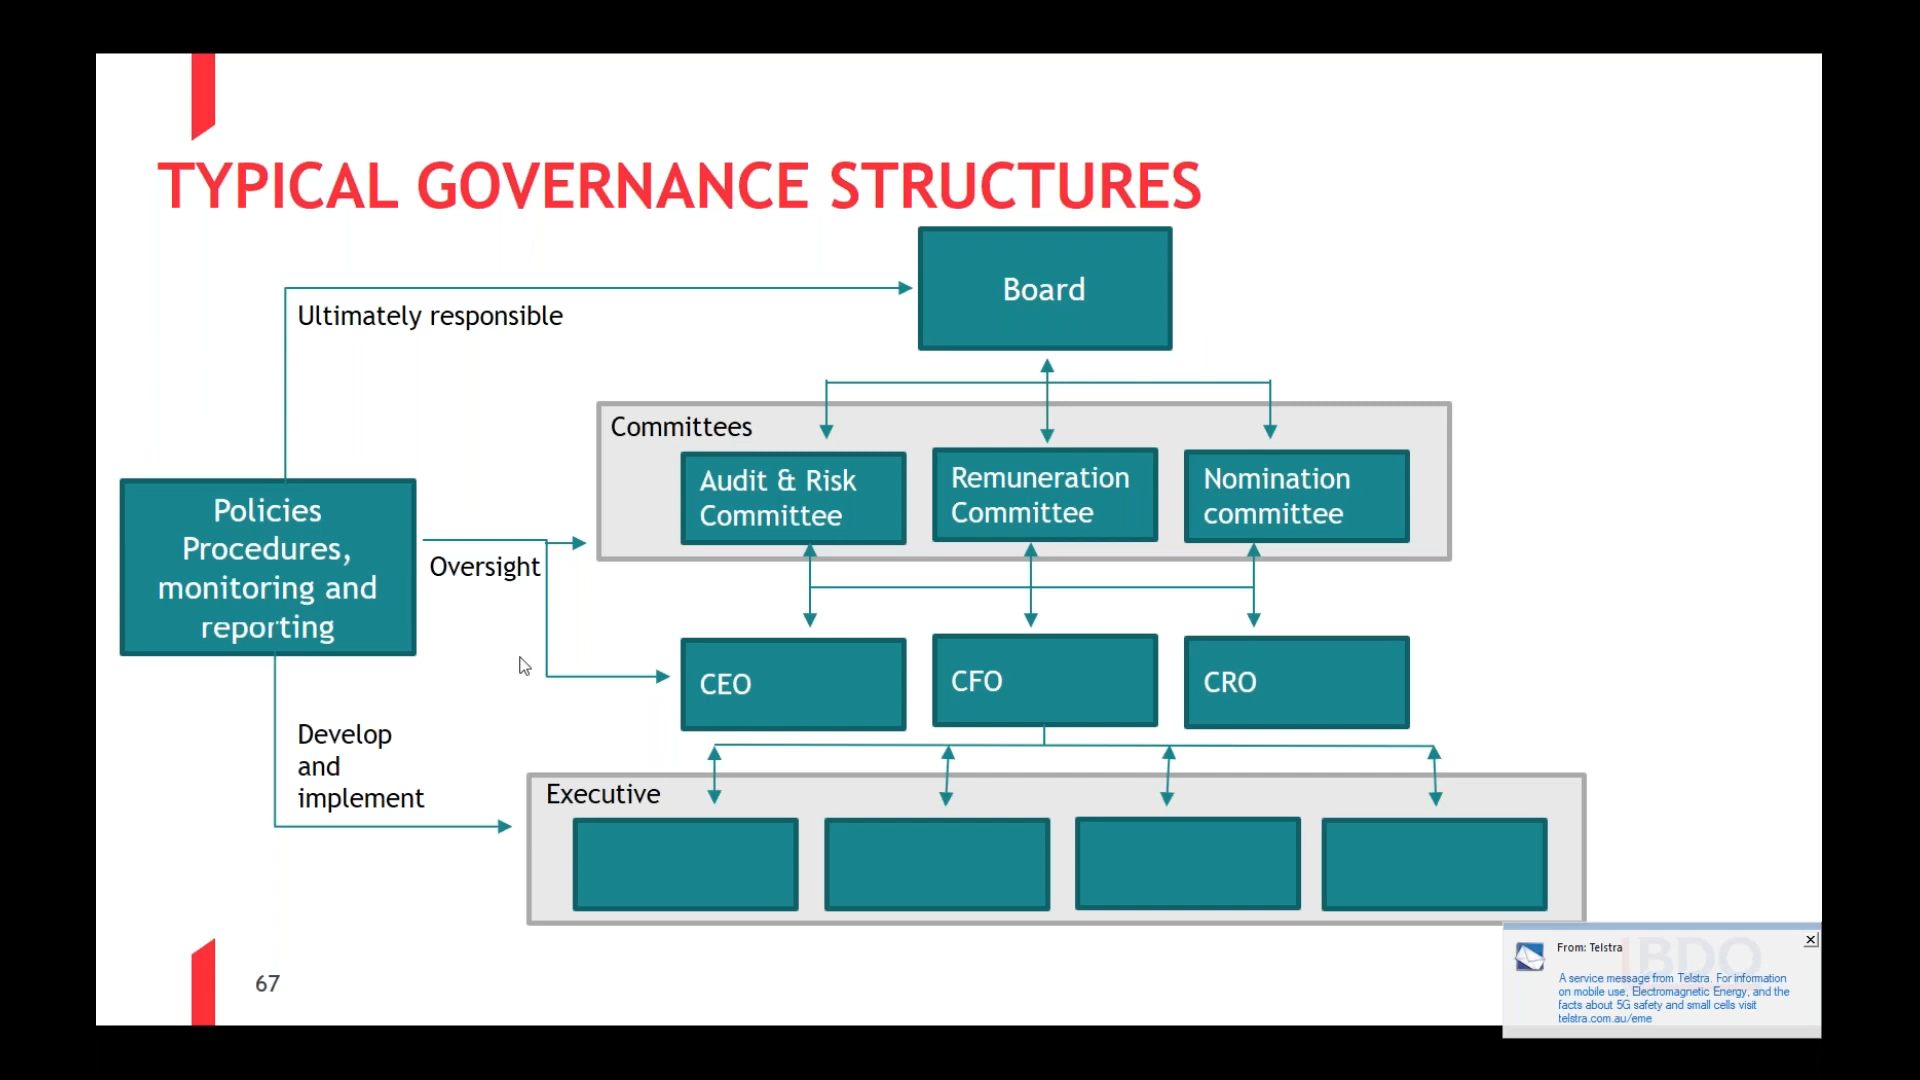 TYPICAL GOVERNANCE STRUCTURES
Board
Ultimately responsible
Committees
Audit & Risk
Committee
Remuneration
Committee
Nomination
committee
Policies
Procedures,
monitoring and
reporting
Oversight
CEO
CFO
CRO
Develop
and
implement
Executive
67
BDO
From: Telstra
A service message from Telstra. For information
on mobile use, Electromagnetic Energy, and the
facts about 5G safety and small cells visit
telstra.com.au/eme